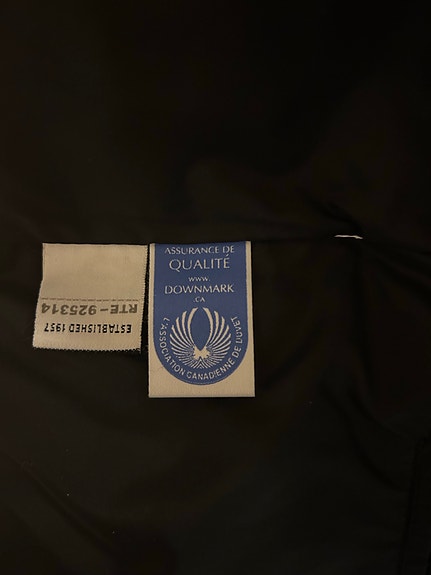 ESTABLISHED 1957
RTE-925314
ASSURANCE DE
QUALITÉ
WWW.
DOWNMARK
.CA
L'ASSOCIATION CANADIENNE DE DUVET